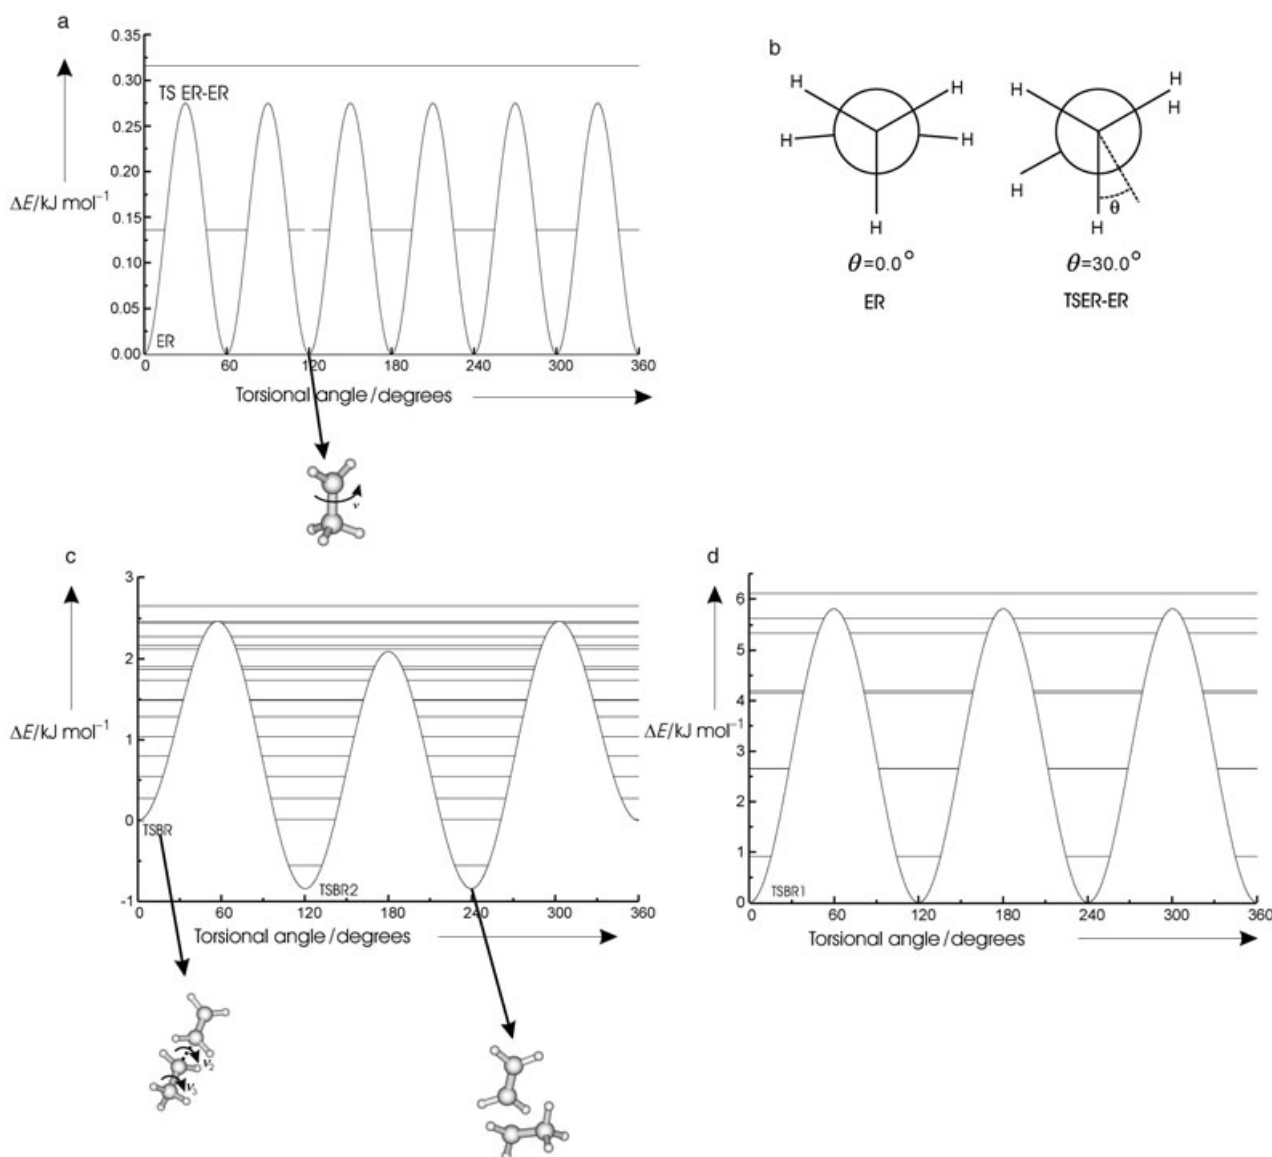 a
0.35
0.30
TS ER-ER
0.25
0.20
ΔE/kJ mol⁻¹
0.15
0.10
0.05
ER
0.00
0 60 120 180 240 300 360
Torsional angle/degrees
ν
b
H H
H H
H
θ=0.0°
ER
H H
H
H
θ
H
θ=30.0°
TSER-ER
c
3
2
ΔE/kJ mol⁻¹
1
0
TSBR
TSBR2
-1
0 60 120 180 240 300 360
Torsional angle/degrees
ν₂
ν₃
d
6
5
4
ΔE/kJ mol⁻¹
3
2
1
TSBR1
0
0 60 120 180 240 300 360
Torsional angle/degrees